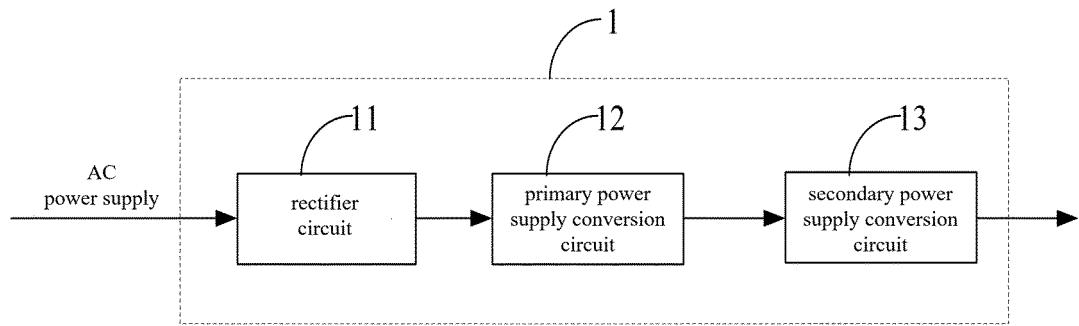 1
11
12
13
AC
power supply
rectifier
circuit
primary power
supply conversion
circuit
secondary power
supply conversion
circuit